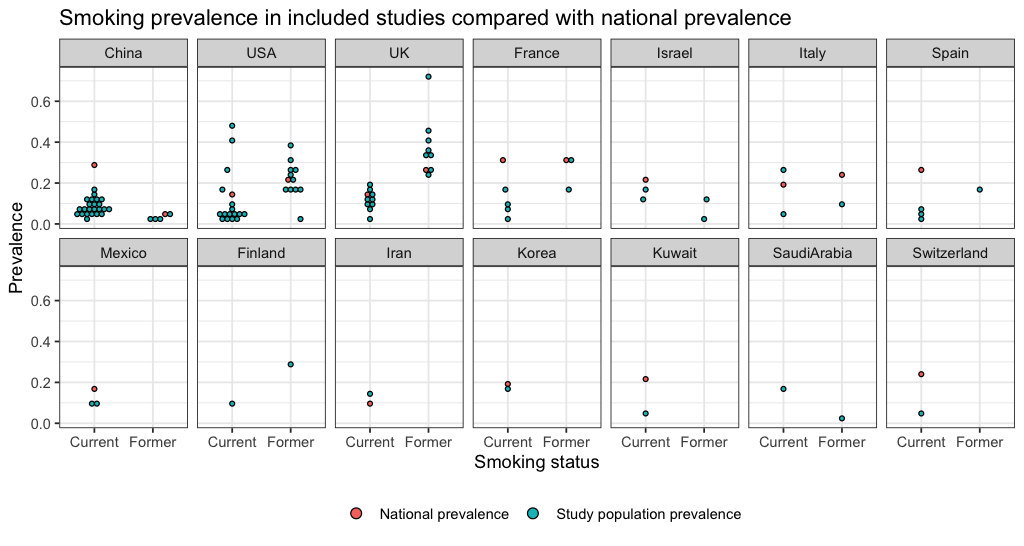 Smoking prevalence in included studies compared with national prevalence
China USA UK France Israel Italy Spain
0.6
0.4
0.2
0.0
Mexico Finland Iran Korea Kuwait SaudiArabia Switzerland
0.6
0.4
0.2
0.0
Prevalence
Current Former Current Former Current Former Current Former Current Former Current Former Current Former
Smoking status
National prevalence Study population prevalence